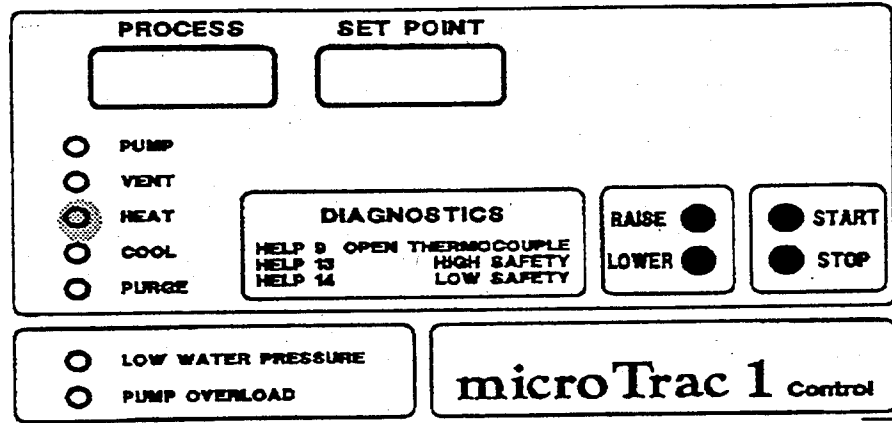 PROCESS
SET POINT
PUMP
VENT
HEAT
COOL
PURGE
DIAGNOSTICS
HELP 9 OPEN THERMOCOUPLE
HELP 13 HIGH SAFETY
HELP 14 LOW SAFETY
RAISE
LOWER
START
STOP
LOW WATER PRESSURE
PUMP OVERLOAD
microTrac 1 Control